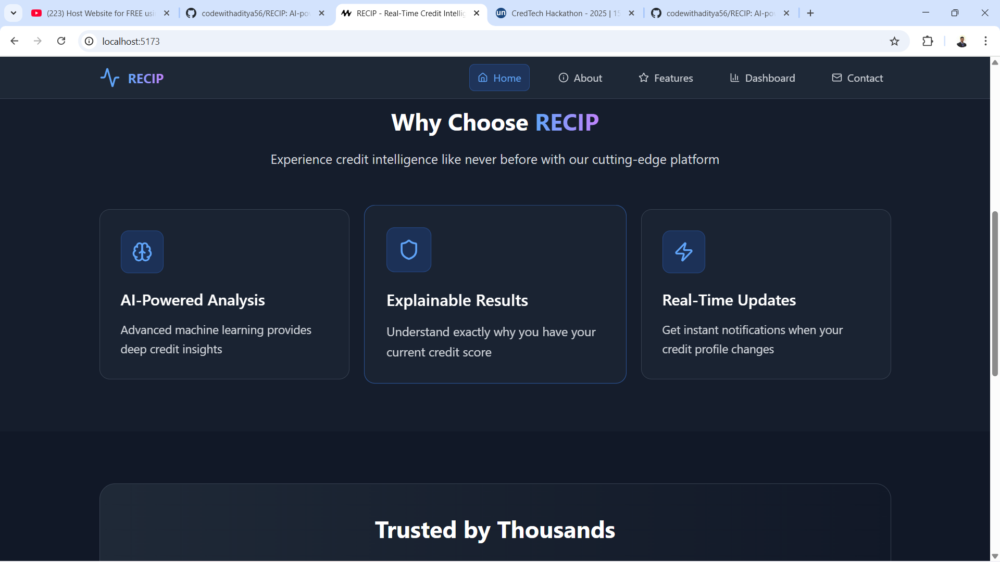 (223) Host Website for FREE usi
codewithaditya56/RECIP: AI-po
RECIP - Real-Time Credit Intellig
CredTech Hackathon - 2025 | 15
codewithaditya56/RECIP: AI-po
localhost:5173
RECIP
Home
About
Features
Dashboard
Contact
Why Choose RECIP
Experience credit intelligence like never before with our cutting-edge platform
AI-Powered Analysis
Advanced machine learning provides
deep credit insights
Explainable Results
Understand exactly why you have your
current credit score
Real-Time Updates
Get instant notifications when your
credit profile changes
Trusted by Thousands